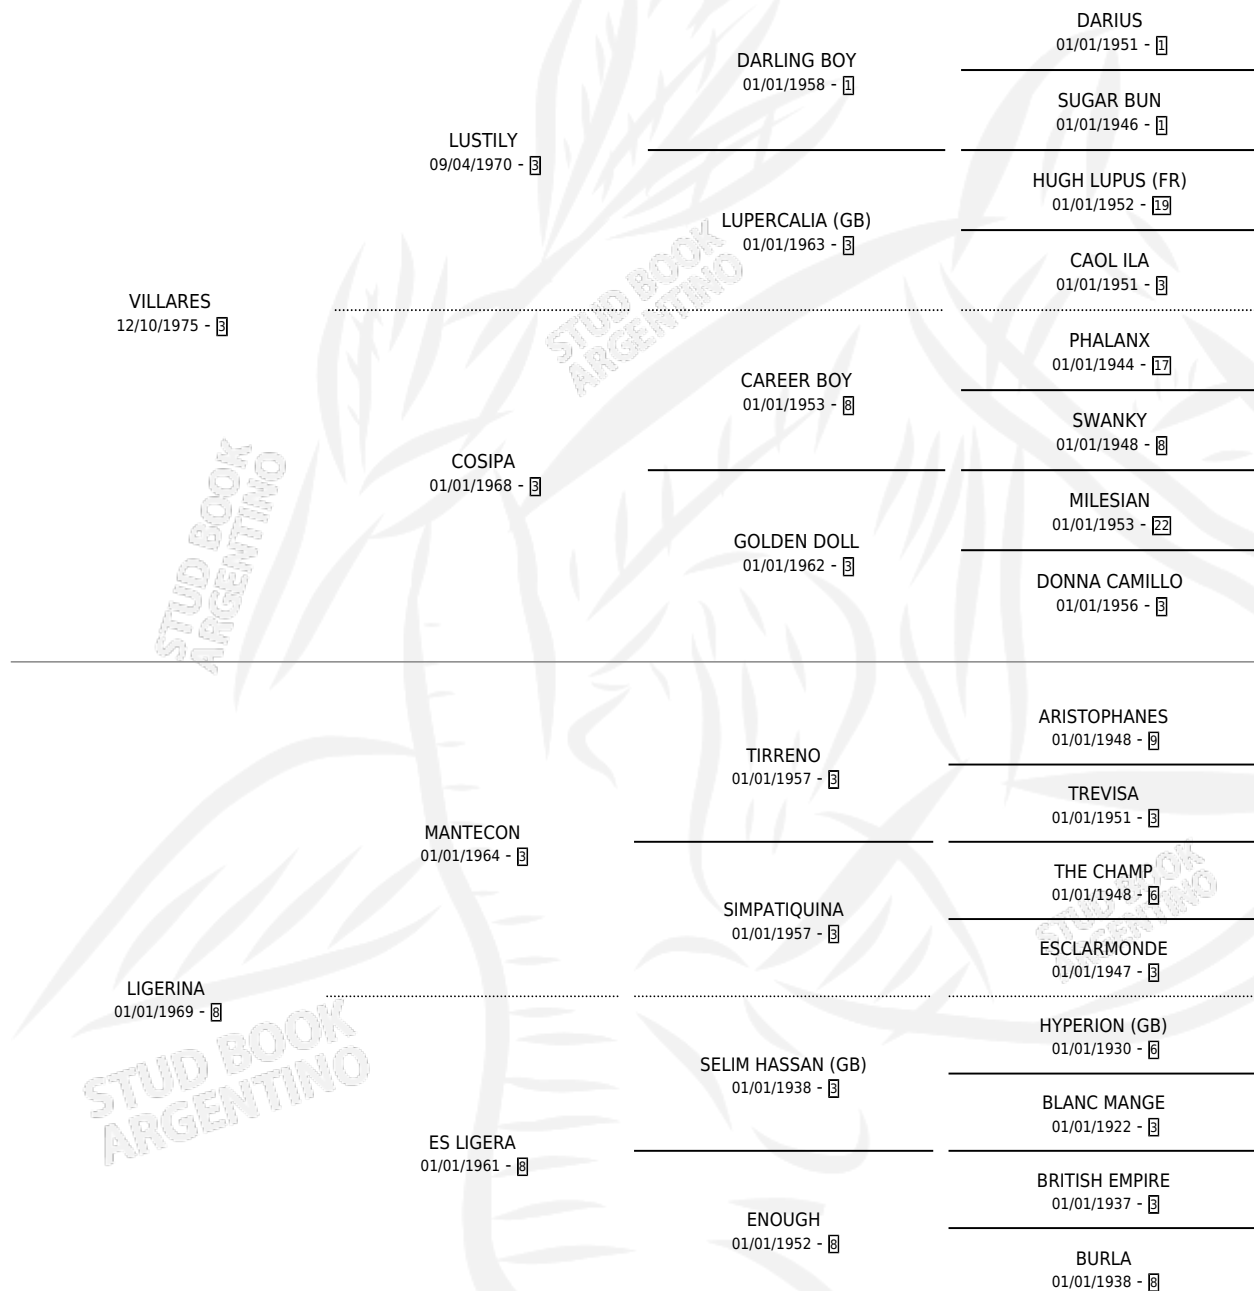 DARIUS
01/01/1951 - 1
DARLING BOY
01/01/1958 - 1
SUGAR BUN
01/01/1946 - 1
LUSTILY
09/04/1970 - 3
HUGH LUPUS (FR)
01/01/1952 - 19
LUPERCALIA (GB)
01/01/1963 - 3
CAOL ILA
01/01/1951 - 3
VILLARES
12/10/1975 - 3
PHALANX
01/01/1944 - 17
CAREER BOY
01/01/1953 - 8
SWANKY
01/01/1948 - 8
COSIPA
01/01/1968 - 3
MILESIAN
01/01/1953 - 22
GOLDEN DOLL
01/01/1962 - 3
DONNA CAMILLO
01/01/1956 - 3
ARISTOPHANES
01/01/1948 - 9
TIRRENO
01/01/1957 - 3
TREVISA
01/01/1951 - 3
MANTECON
01/01/1964 - 3
THE CHAMP
01/01/1948 - 6
SIMPATIQUINA
01/01/1957 - 3
ESCLARMONDE
01/01/1947 - 3
LIGERINA
01/01/1969 - 8
HYPERION (GB)
01/01/1930 - 6
SELIM HASSAN (GB)
01/01/1938 - 3
BLANC MANGE
01/01/1922 - 3
ES LIGERA
01/01/1961 - 8
BRITISH EMPIRE
01/01/1937 - 3
ENOUGH
01/01/1952 - 8
BURLA
01/01/1938 - 8
STUD BOOK
ARGENTINO
STUD BOOK
ARGENTINO
STUD BOOK
ARGENTINO
STUD BOOK
ARGENTINO